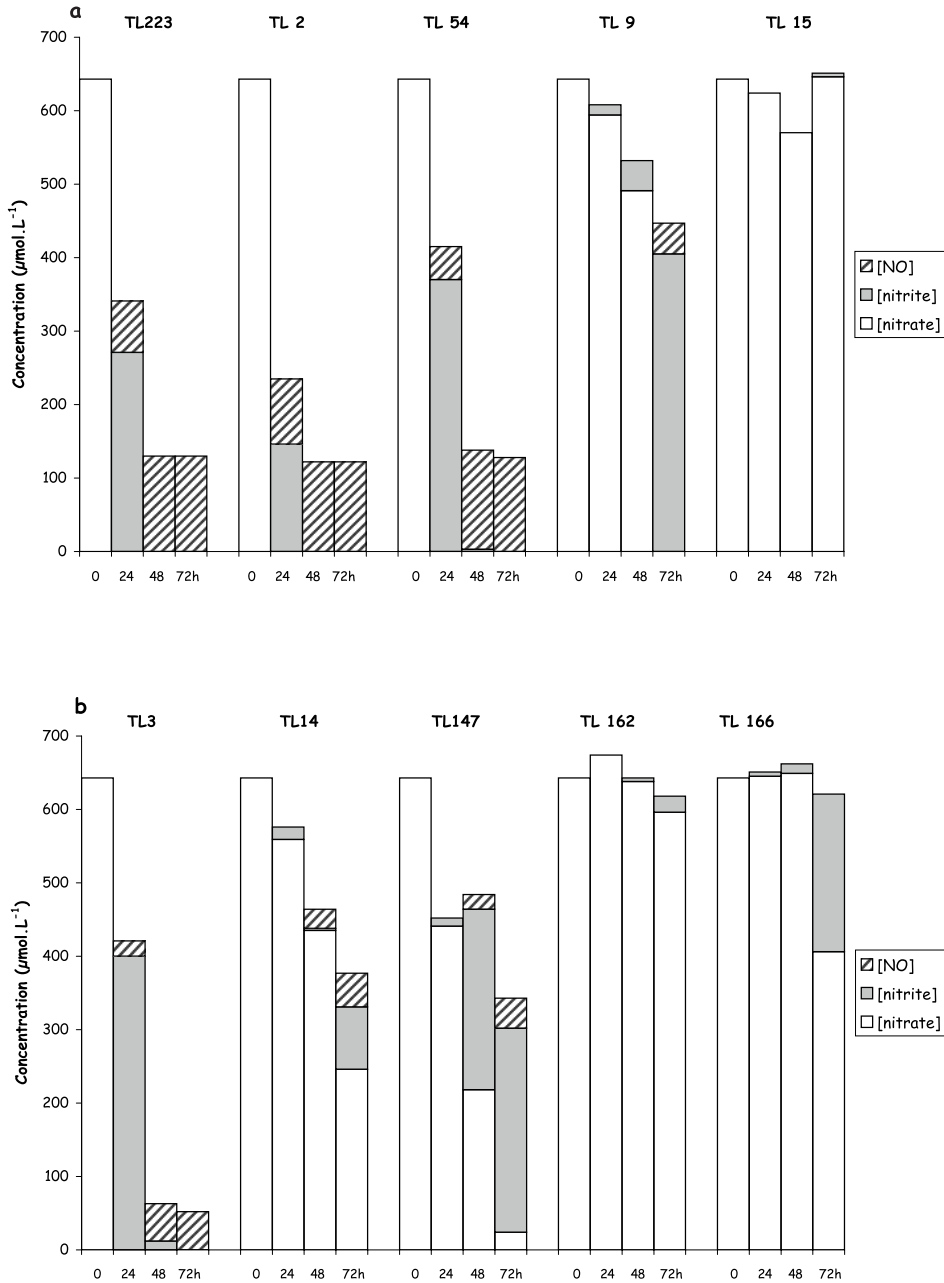 a
TL223 TL 2 TL 54 TL 9 TL 15
700
600
500
400
300
200
100
0
Concentration (µmol.L-1)
0 24 48 72h 0 24 48 72h 0 24 48 72h 0 24 48 72h 0 24 48 72h
[NO]
[nitrite]
[nitrate]
b
TL3 TL14 TL147 TL 162 TL 166
700
600
500
400
300
200
100
0
Concentration (µmol.L-1)
0 24 48 72h 0 24 48 72h 0 24 48 72h 0 24 48 72h 0 24 48 72h
[NO]
[nitrite]
[nitrate]